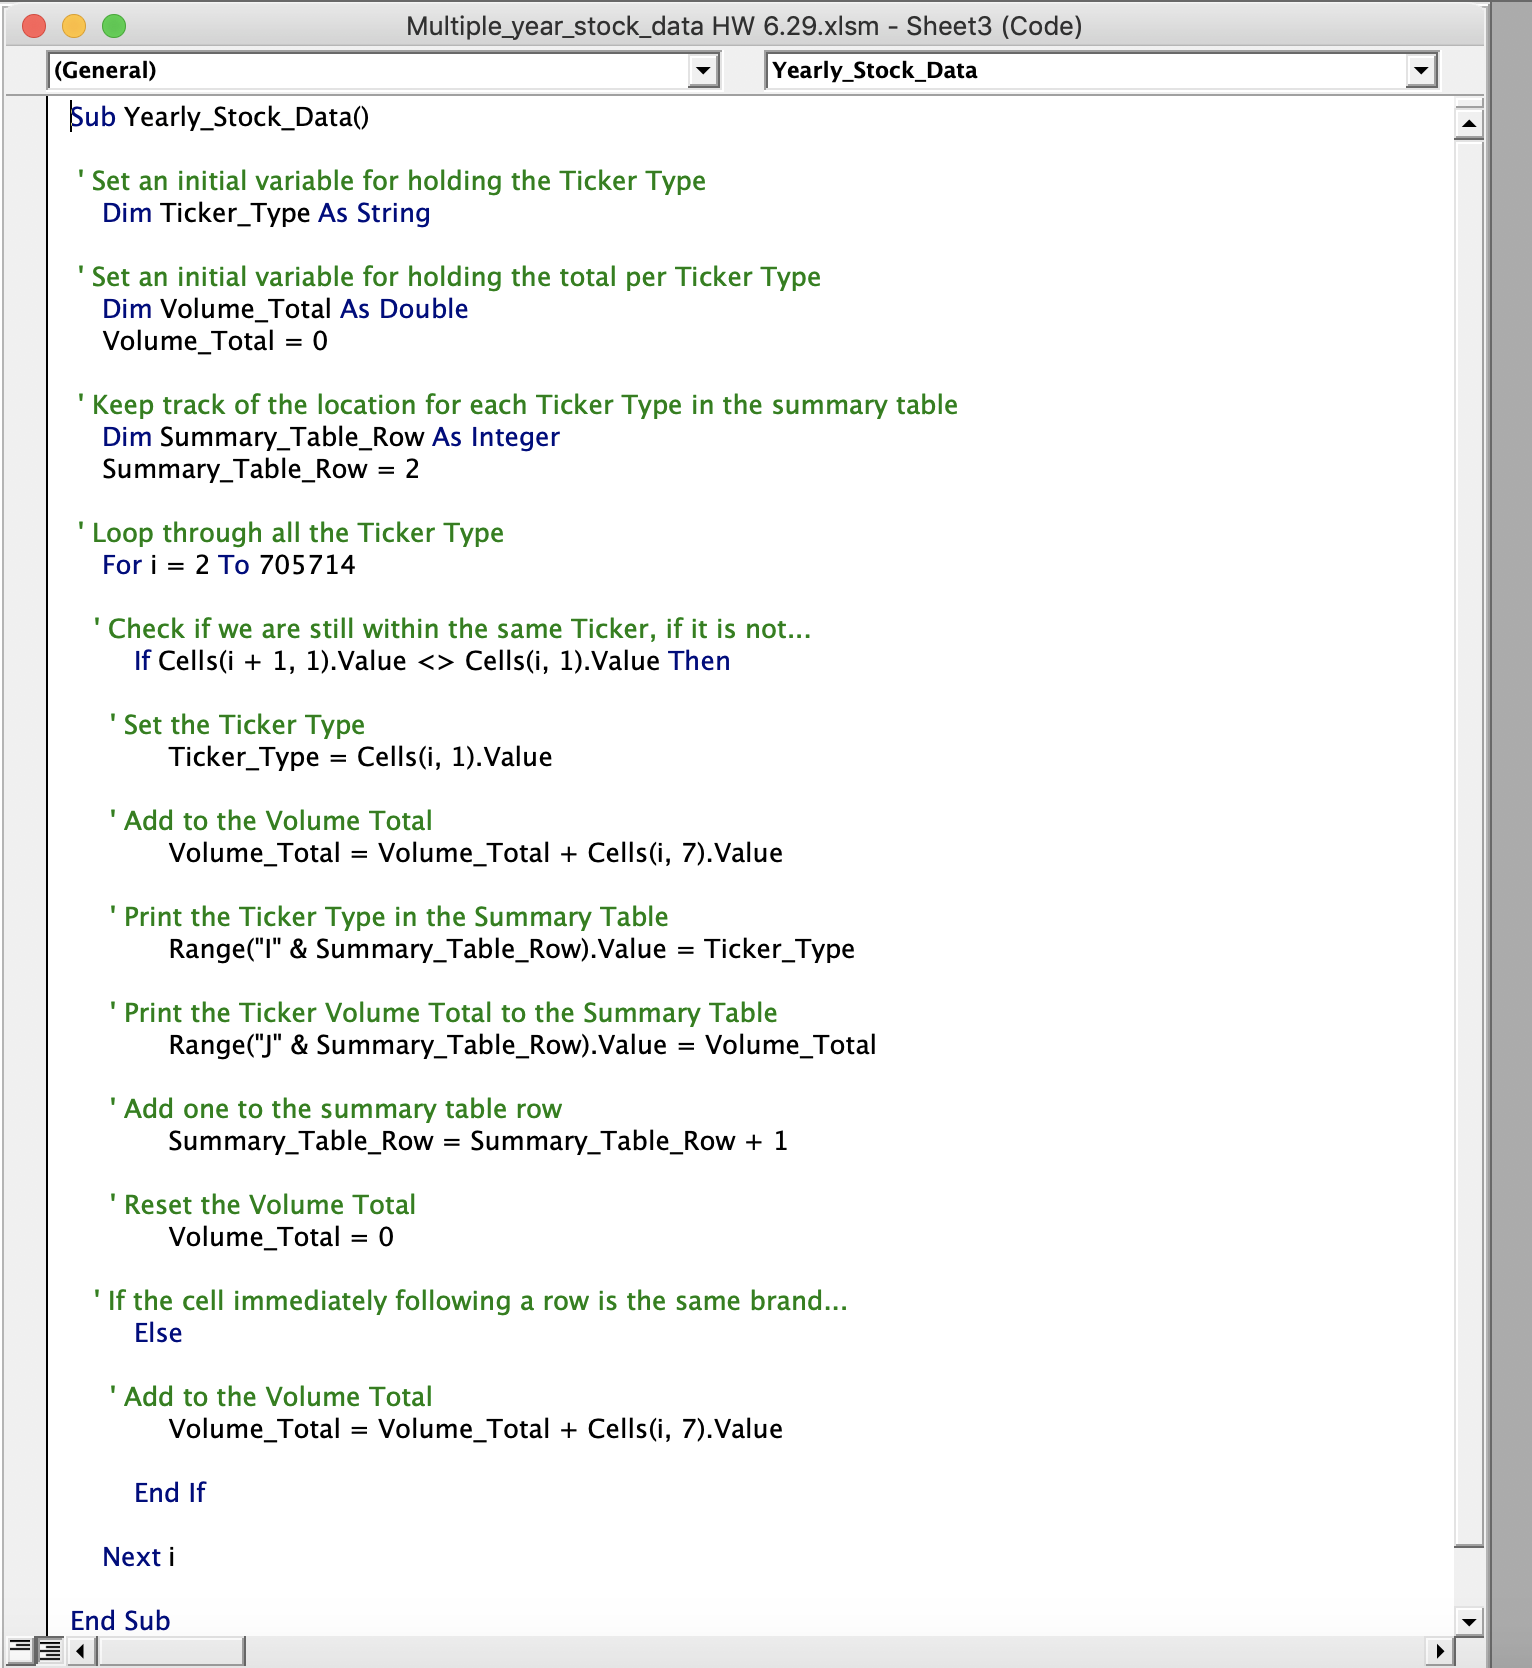 Multiple_year_stock_data HW 6.29.xlsm - Sheet3 (Code)
(General)
Yearly_Stock_Data
Sub Yearly_Stock_Data()
' Set an initial variable for holding the Ticker Type
Dim Ticker_Type As String
' Set an initial variable for holding the total per Ticker Type
Dim Volume_Total As Double
Volume_Total = 0
' Keep track of the location for each Ticker Type in the summary table
Dim Summary_Table_Row As Integer
Summary_Table_Row = 2
' Loop through all the Ticker Type
For i = 2 To 705714
' Check if we are still within the same Ticker, if it is not...
If Cells(i + 1, 1).Value <> Cells(i, 1).Value Then
' Set the Ticker Type
Ticker_Type = Cells(i, 1).Value
' Add to the Volume Total
Volume_Total = Volume_Total + Cells(i, 7).Value
' Print the Ticker Type in the Summary Table
Range("I" & Summary_Table_Row).Value = Ticker_Type
' Print the Ticker Volume Total to the Summary Table
Range("J" & Summary_Table_Row).Value = Volume_Total
' Add one to the summary table row
Summary_Table_Row = Summary_Table_Row + 1
' Reset the Volume Total
Volume_Total = 0
' If the cell immediately following a row is the same brand...
Else
' Add to the Volume Total
Volume_Total = Volume_Total + Cells(i, 7).Value
End If
Next i
End Sub